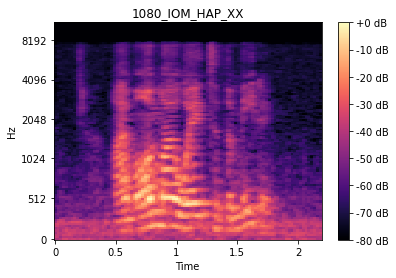 1080_IOM_HAP_XX
+0 dB
8192
-10 dB
4096
-20 dB
-30 dB
2048
-40 dB
Hz
1024
-50 dB
512
-60 dB
-70 dB
0
-80 dB
0 0.5 1 1.5 2
Time